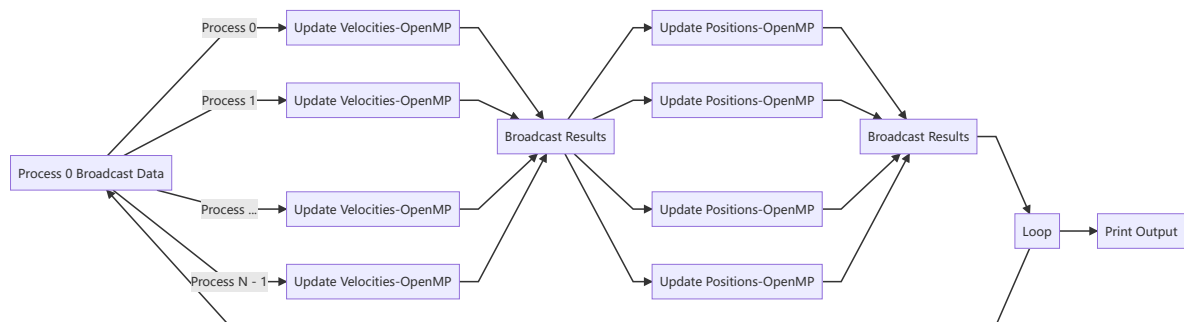 Process 0
Update Velocities-OpenMP
Update Positions-OpenMP
Process 1
Update Velocities-OpenMP
Update Positions-OpenMP
Broadcast Results
Broadcast Results
Process 0 Broadcast Data
Process ...
Update Velocities-OpenMP
Update Positions-OpenMP
Loop
Print Output
Process N - 1
Update Velocities-OpenMP
Update Positions-OpenMP